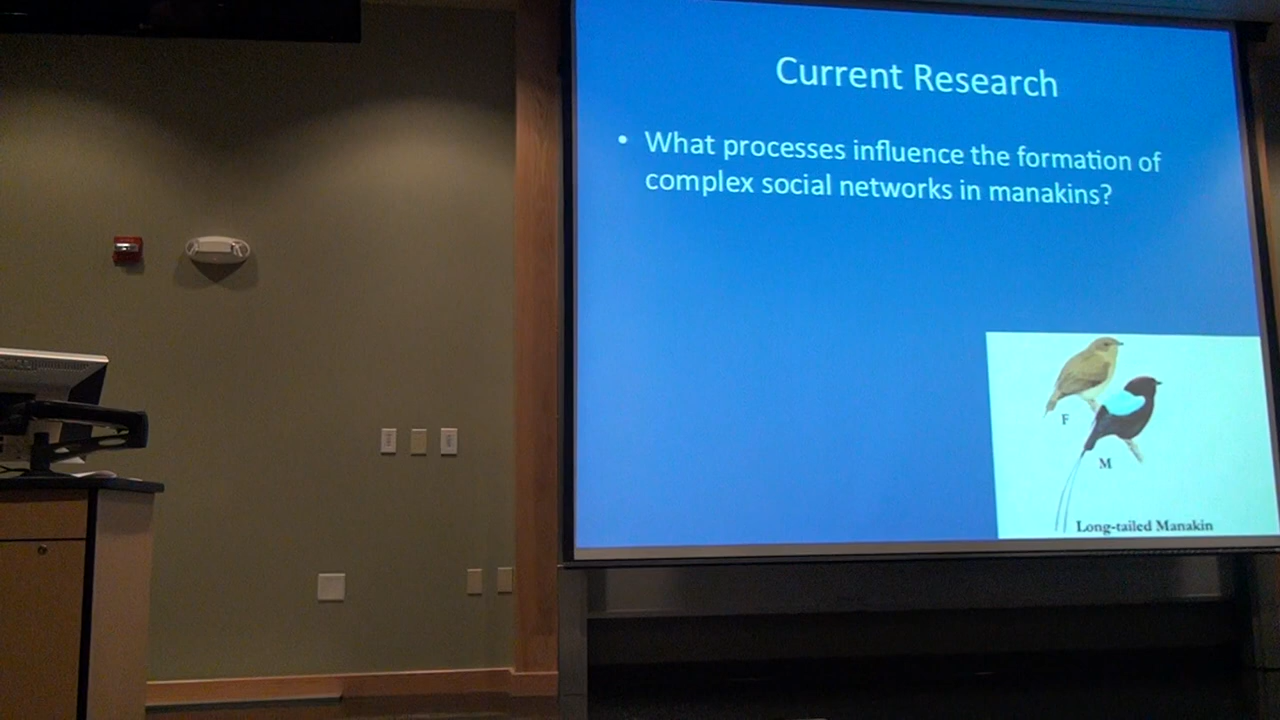 Current Research
• What processes influence the formation of
complex social networks in manakins?
F
M
Long-tailed Manakin